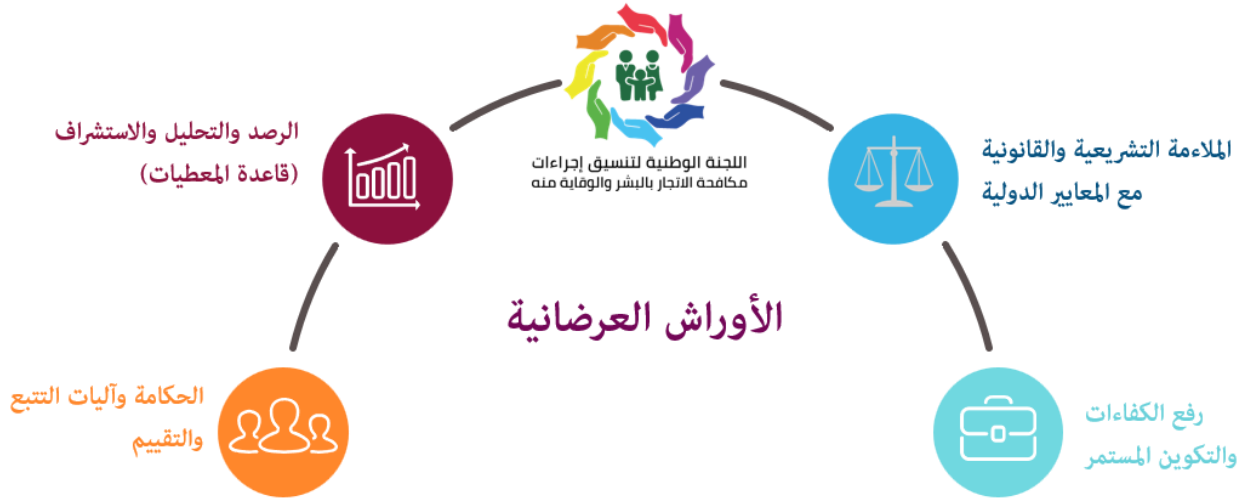 اللجنة الوطنية لتنسيق إجراءات
مكافحة الاتجار بالبشر والوقاية منه
الملاءمة التشريعية والقانونية
مع المعايير الدولية
الرصد والتحليل والاستشراف
(قاعدة المعطيات)
الأوراش العرضانية
رفع الكفاءات
والتكوين المستمر
الحكامة وآليات التتبع
والتقييم